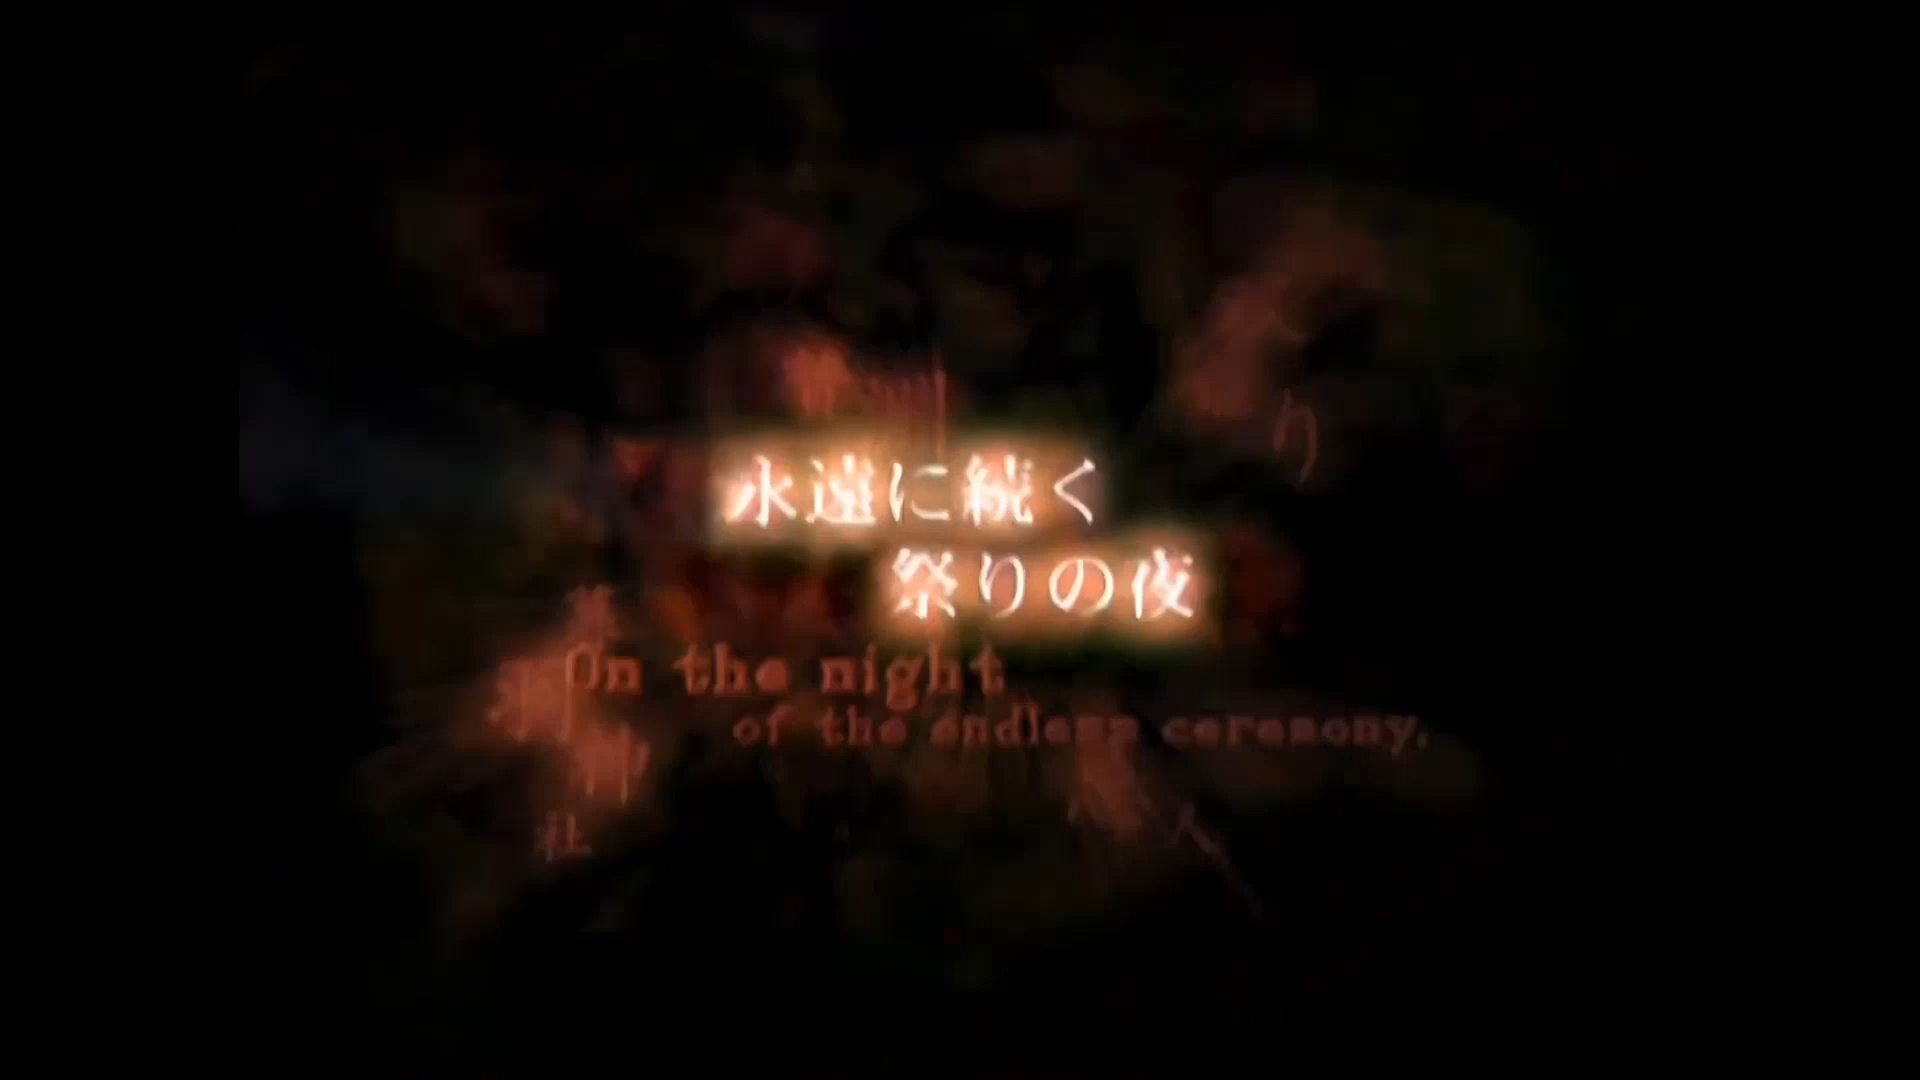 永遠に続く
祭りの夜
On the night
of the endless ceremony.